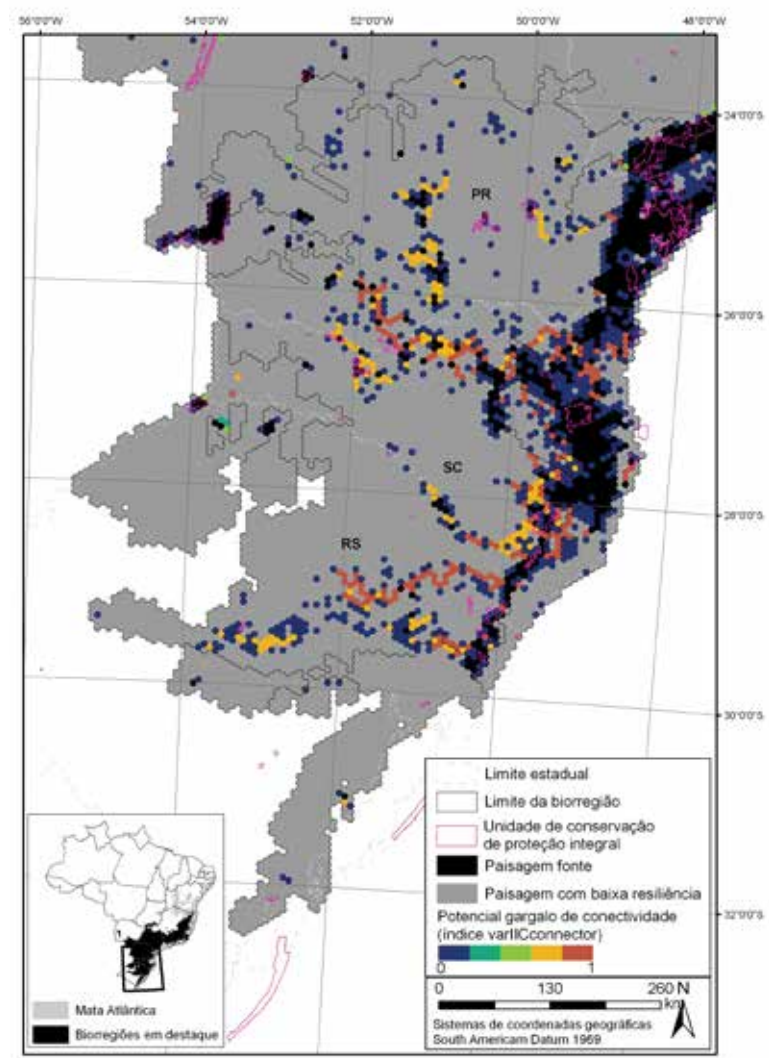 56°0'0"W
54°0'0"W
52°0'0"W
50°0'0"W
48°0'0"W
24°0'0"S
PR
26°0'0"S
SC
28°0'0"S
RS
30°0'0"S
32°0'0"S
Limite estadual
Limite da biorregião
Unidade de conservação
de proteção integral
Paisagem fonte
Paisagem com baixa resiliência
Potencial gargalo de conectividade
(índice varIICconnector)
0 1
0 130 260 N
km
Sistemas de coordenadas geográficas
South Americam Datum 1969
Mata Atlântica
Biorregiões em destaque